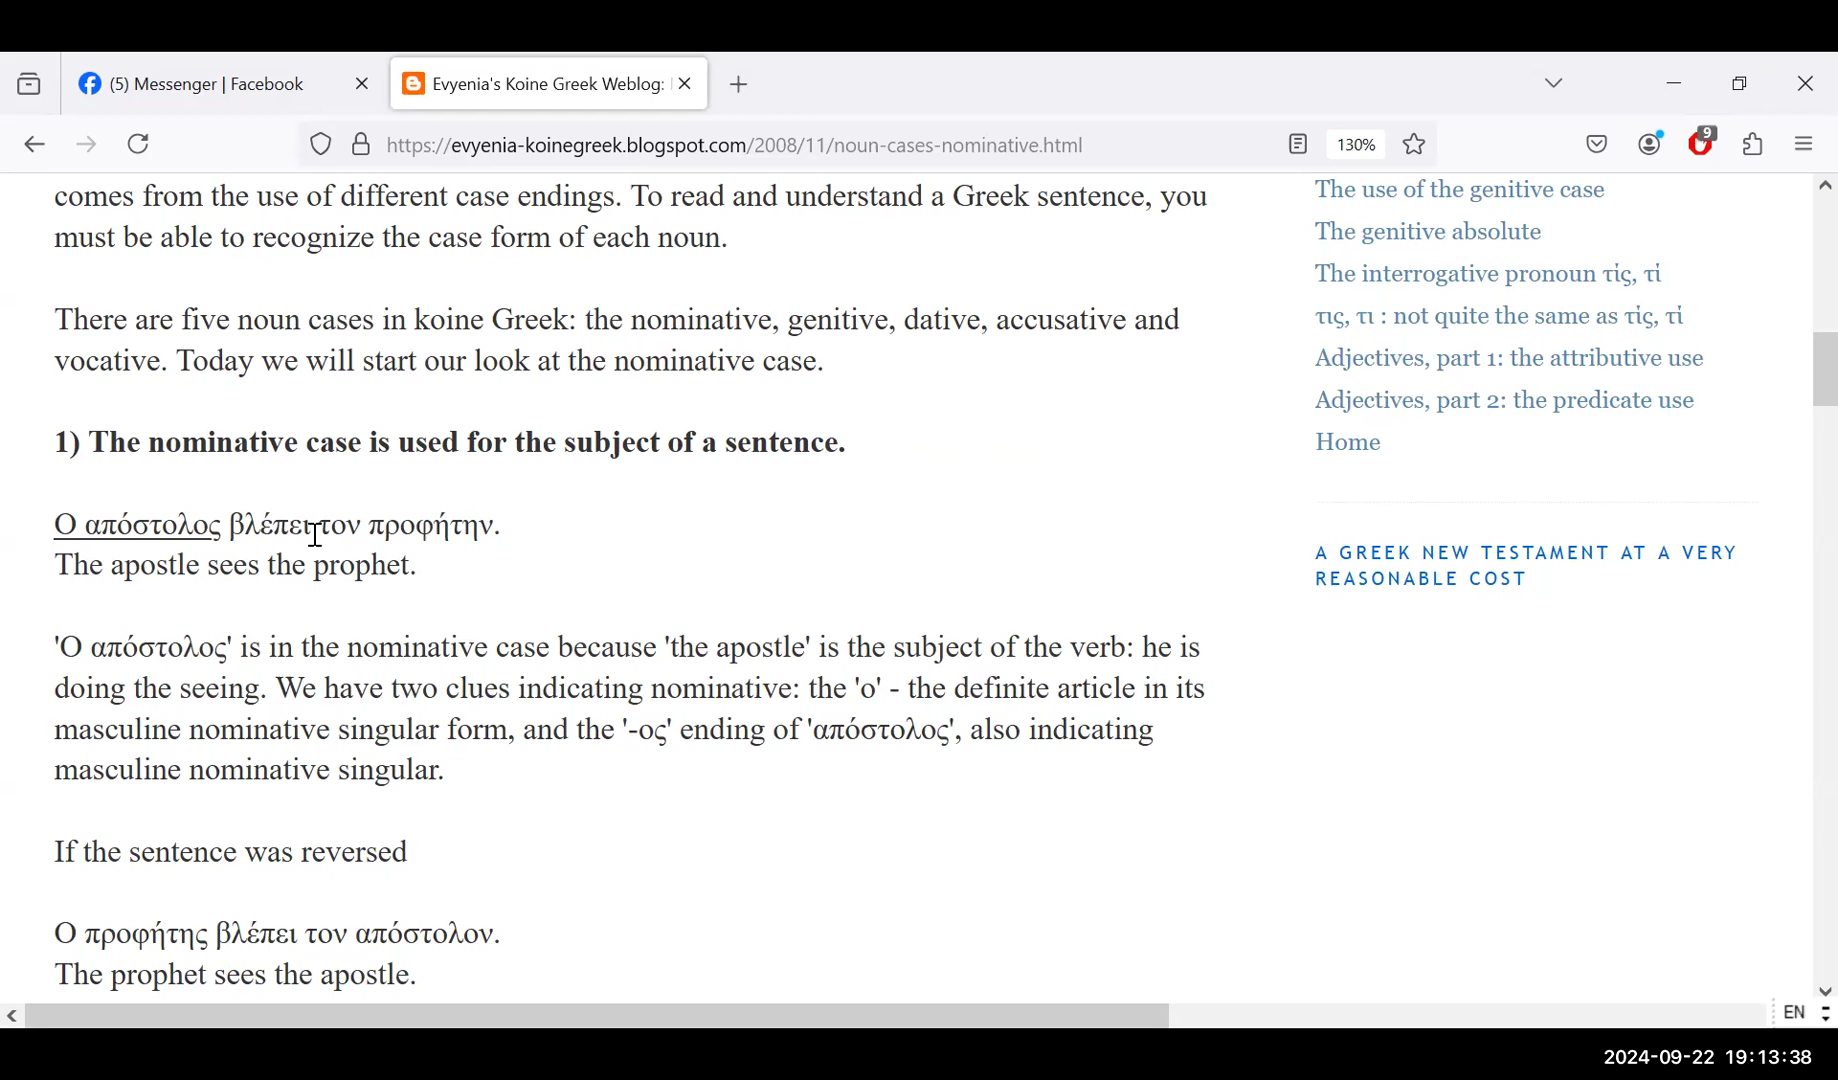 (5) Messenger | Facebook
Evyenia's Koine Greek Weblog:
https://evyenia-koinegreek.blogspot.com/2008/11/noun-cases-nominative.html
130%
9
comes from the use of different case endings. To read and understand a Greek sentence, you
must be able to recognize the case form of each noun.
There are five noun cases in koine Greek: the nominative, genitive, dative, accusative and
vocative. Today we will start our look at the nominative case.
1) The nominative case is used for the subject of a sentence.
Ο απόστολος βλέπει τον προφήτην.
The apostle sees the prophet.
'Ο απόστολος' is in the nominative case because 'the apostle' is the subject of the verb: he is
doing the seeing. We have two clues indicating nominative: the 'ο' - the definite article in its
masculine nominative singular form, and the '-ος' ending of 'απόστολος', also indicating
masculine nominative singular.
If the sentence was reversed
Ο προφήτης βλέπει τον απόστολον.
The prophet sees the apostle.
The use of the genitive case
The genitive absolute
The interrogative pronoun τίς, τί
τις, τι : not quite the same as τίς, τί
Adjectives, part 1: the attributive use
Adjectives, part 2: the predicate use
Home
A GREEK NEW TESTAMENT AT A VERY
REASONABLE COST
EN
2024-09-22 19:13:38